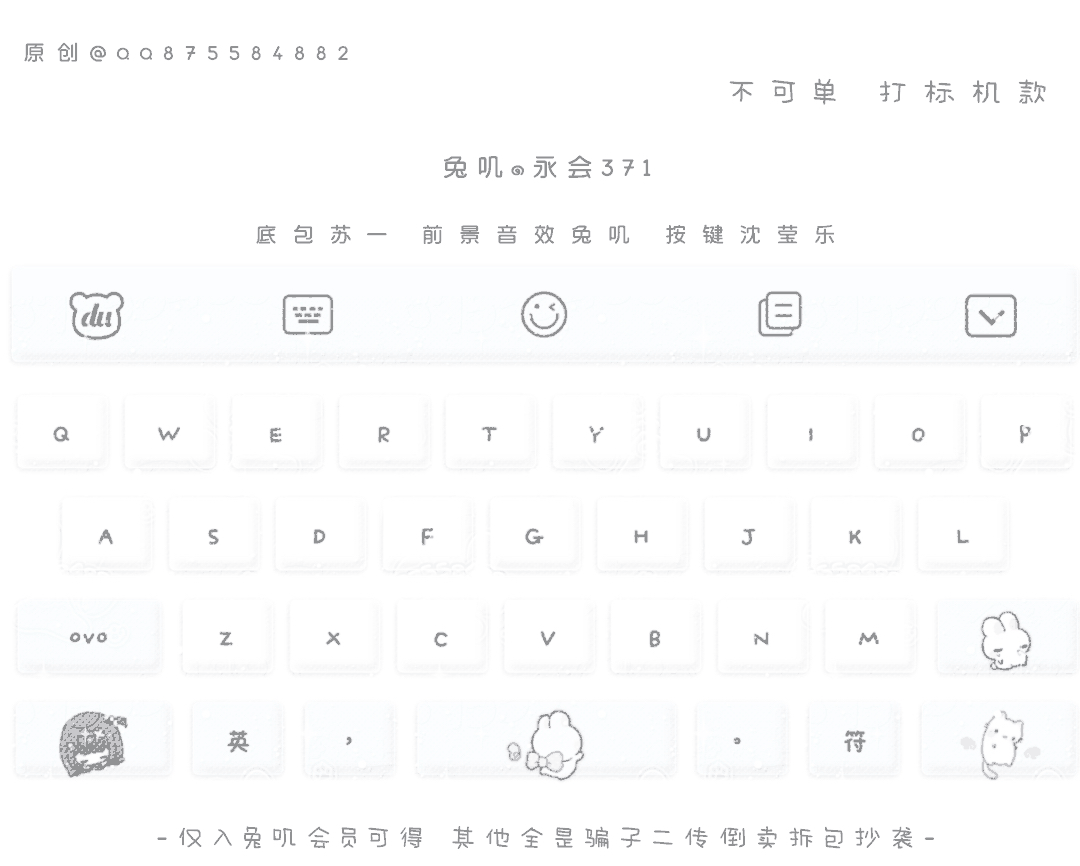 原创@qq875584882
不可单 打标机款
兔叽๑永会371
底包苏一 前景音效兔叽 按键沈莹乐
du
Q W E R T Y U I O P
A S D F G H J K L
ovo Z X C V B N M
英 , 。 符
-仅入兔叽会员可得 其他全是骗子二传倒卖拆包抄袭-